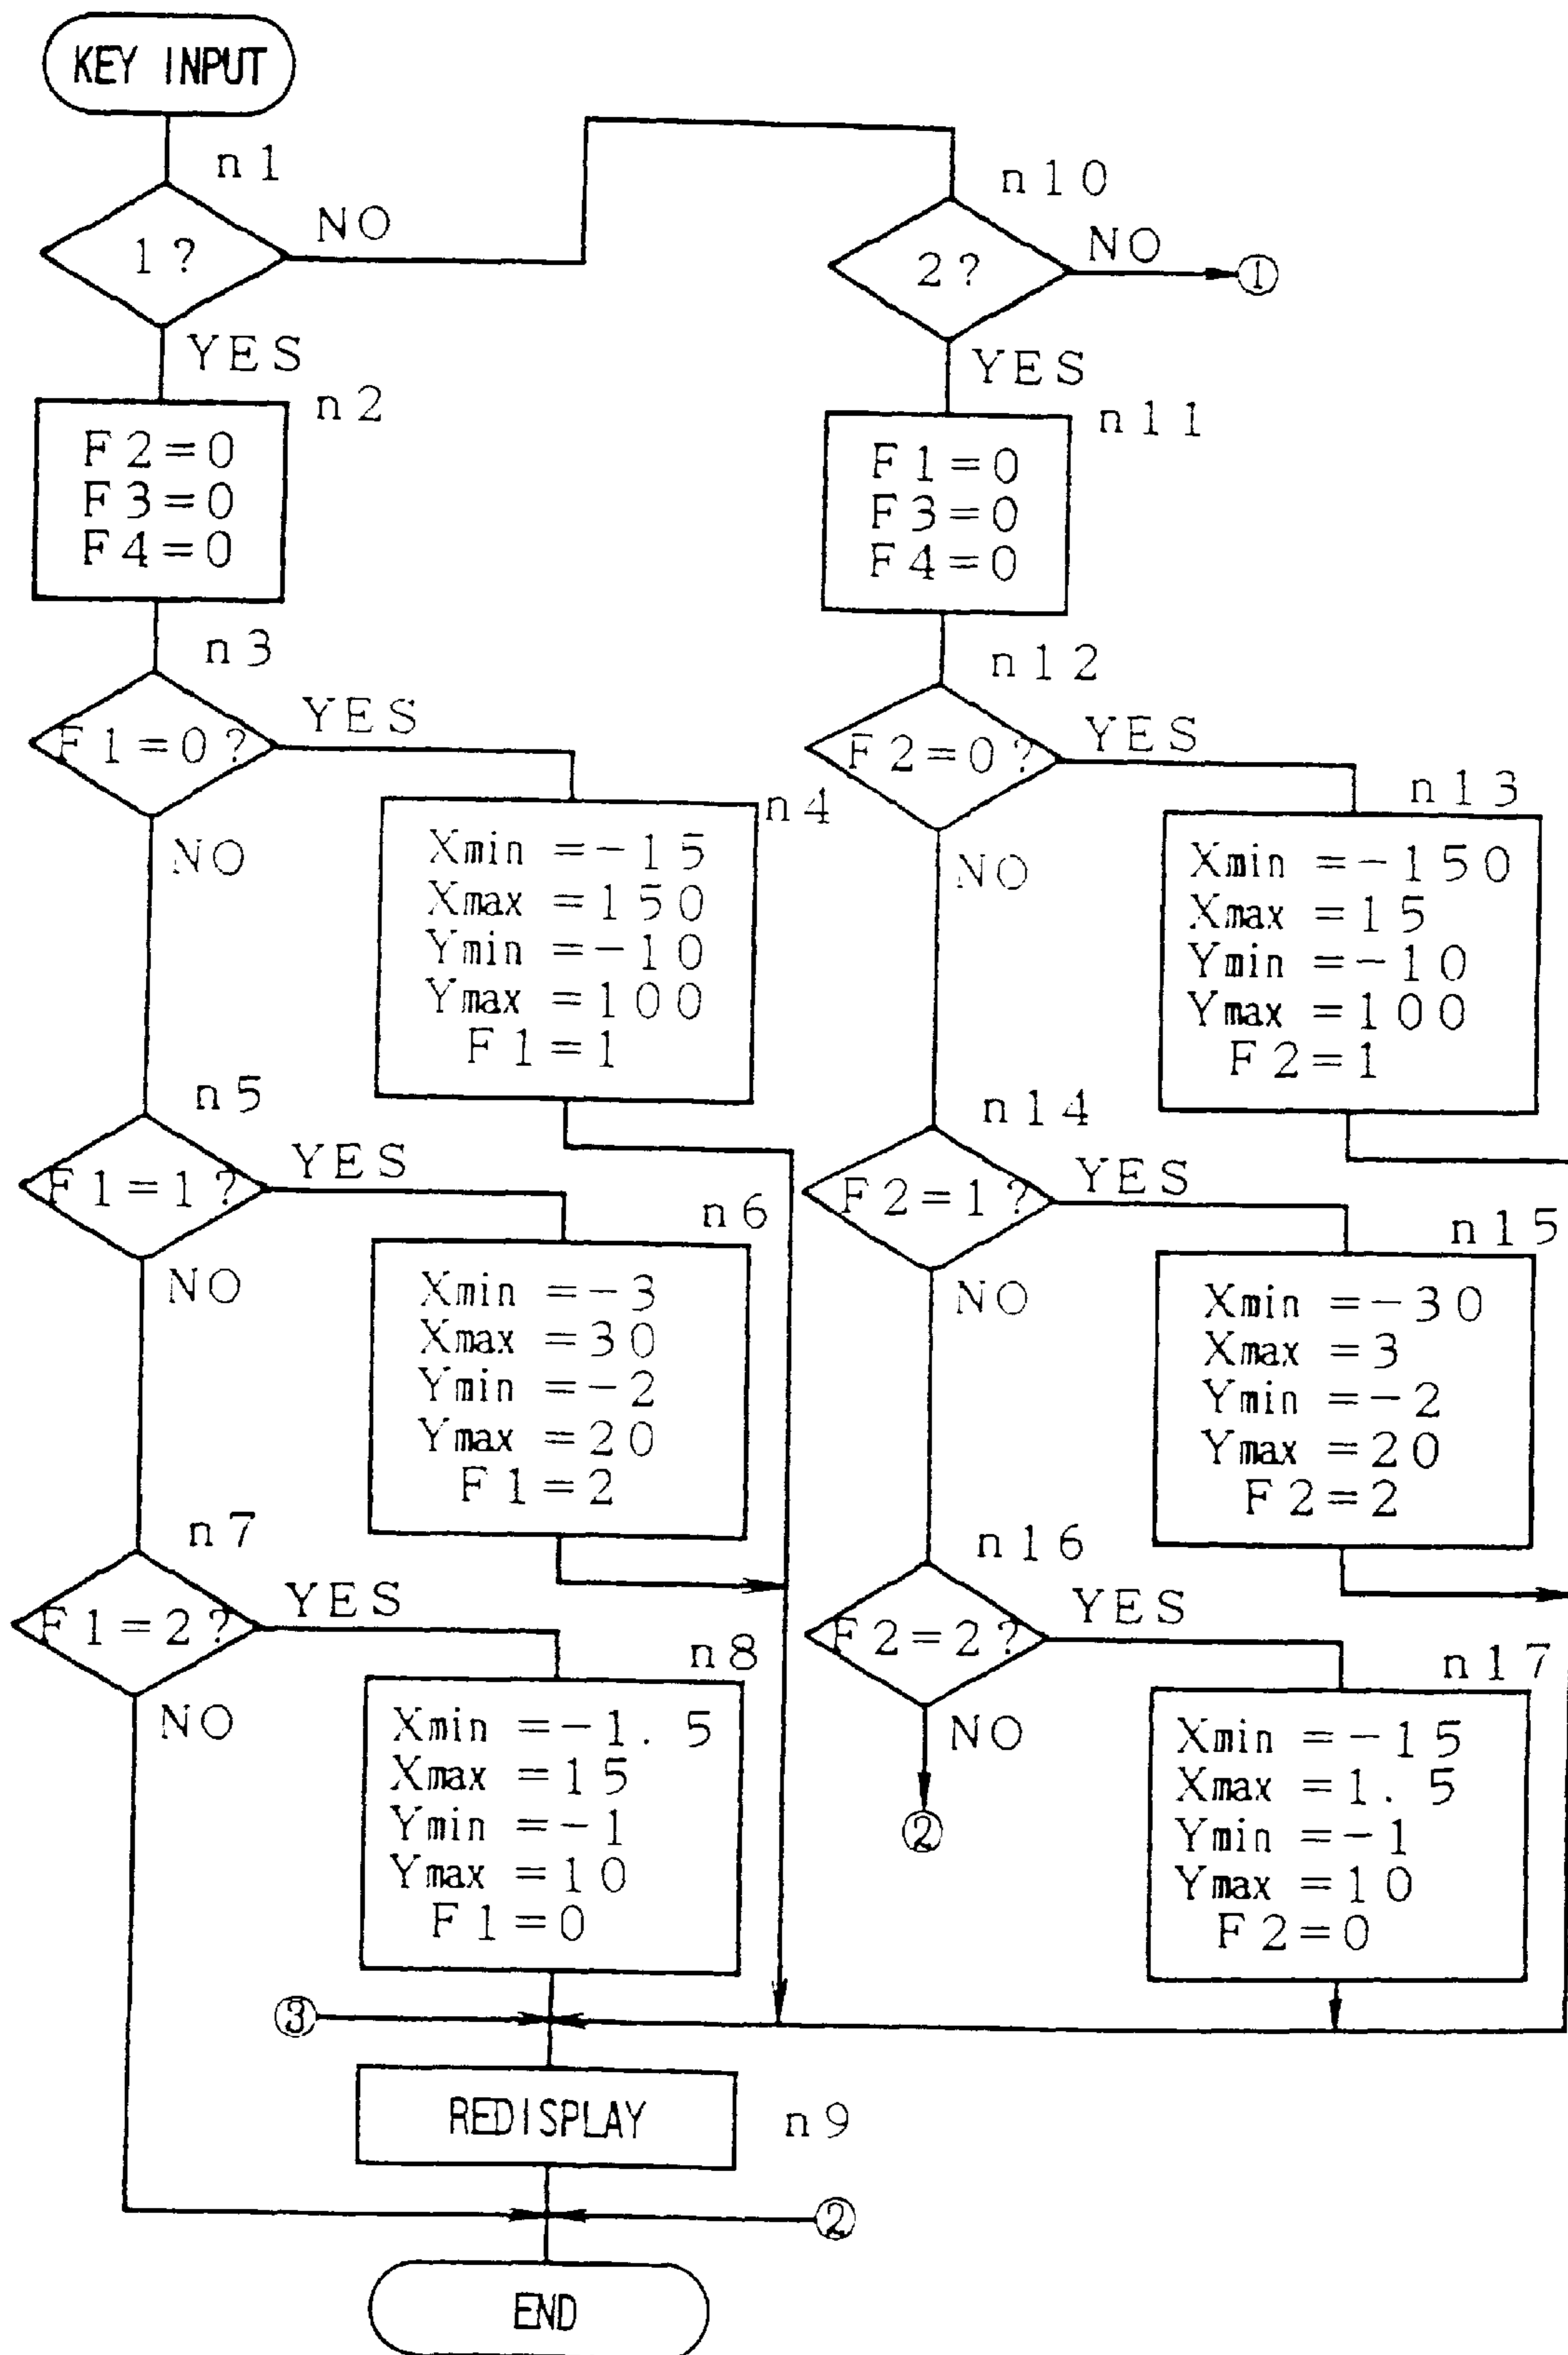 KEY INPUT
n1
1?
NO
YES
n2
F2=0
F3=0
F4=0
n3
F1=0?
YES
NO
n4
Xmin =-15
Xmax =150
Ymin =-10
Ymax =100
F1=1
n5
F1=1?
YES
NO
n6
Xmin =-3
Xmax =30
Ymin =-2
Ymax =20
F1=2
n7
F1=2?
YES
NO
n8
Xmin =-1.5
Xmax =15
Ymin =-1
Ymax =10
F1=0
③
REDISPLAY
n9
②
END
n10
2?
NO
①
YES
n11
F1=0
F3=0
F4=0
n12
F2=0?
YES
NO
n13
Xmin =-150
Xmax =15
Ymin =-10
Ymax =100
F2=1
n14
F2=1?
YES
NO
n15
Xmin =-30
Xmax =3
Ymin =-2
Ymax =20
F2=2
n16
F2=2?
YES
NO
②
n17
Xmin =-15
Xmax =1.5
Ymin =-1
Ymax =10
F2=0